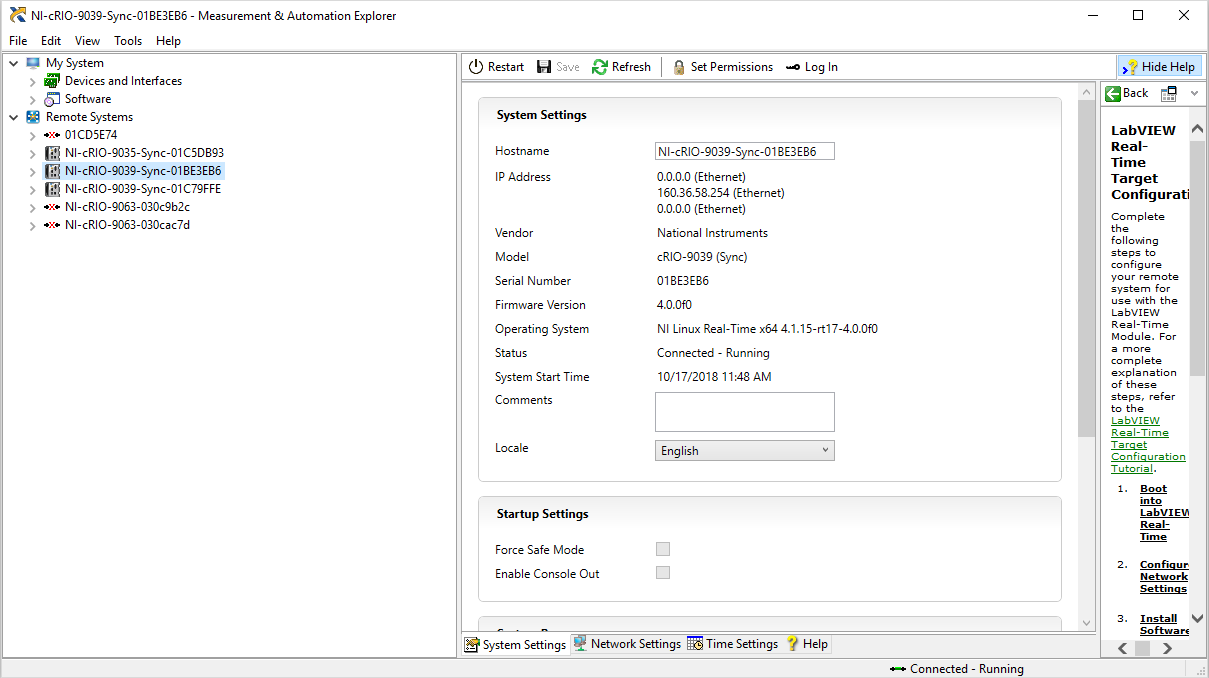 NI-cRIO-9039-Sync-01BE3EB6 - Measurement & Automation Explorer
File Edit View Tools Help
My System
Devices and Interfaces
Software
Remote Systems
01CD5E74
NI-cRIO-9035-Sync-01C5DB93
NI-cRIO-9039-Sync-01BE3EB6
NI-cRIO-9039-Sync-01C79FFE
NI-cRIO-9063-030c9b2c
NI-cRIO-9063-030cac7d
Restart Save Refresh Set Permissions Log In Hide Help
System Settings
Hostname NI-cRIO-9039-Sync-01BE3EB6
IP Address 0.0.0.0 (Ethernet)
160.36.58.254 (Ethernet)
0.0.0.0 (Ethernet)
Vendor National Instruments
Model cRIO-9039 (Sync)
Serial Number 01BE3EB6
Firmware Version 4.0.0f0
Operating System NI Linux Real-Time x64 4.1.15-rt17-4.0.0f0
Status Connected - Running
System Start Time 10/17/2018 11:48 AM
Comments
Locale English
Startup Settings
Force Safe Mode
Enable Console Out
System Settings Network Settings Time Settings Help
Back
LabVIEW
Real-
Time
Target
Configurati
Complete
the
following
steps to
configure
your remote
system for
use with the
LabVIEW
Real-Time
Module. For
a more
complete
explanation
of these
steps, refer
to the
LabVIEW
Real-Time
Target
Configuration
Tutorial.
1. Boot
into
LabVIEW
Real-
Time
2. Configur
Network
Settings
3. Install
Software
Connected - Running